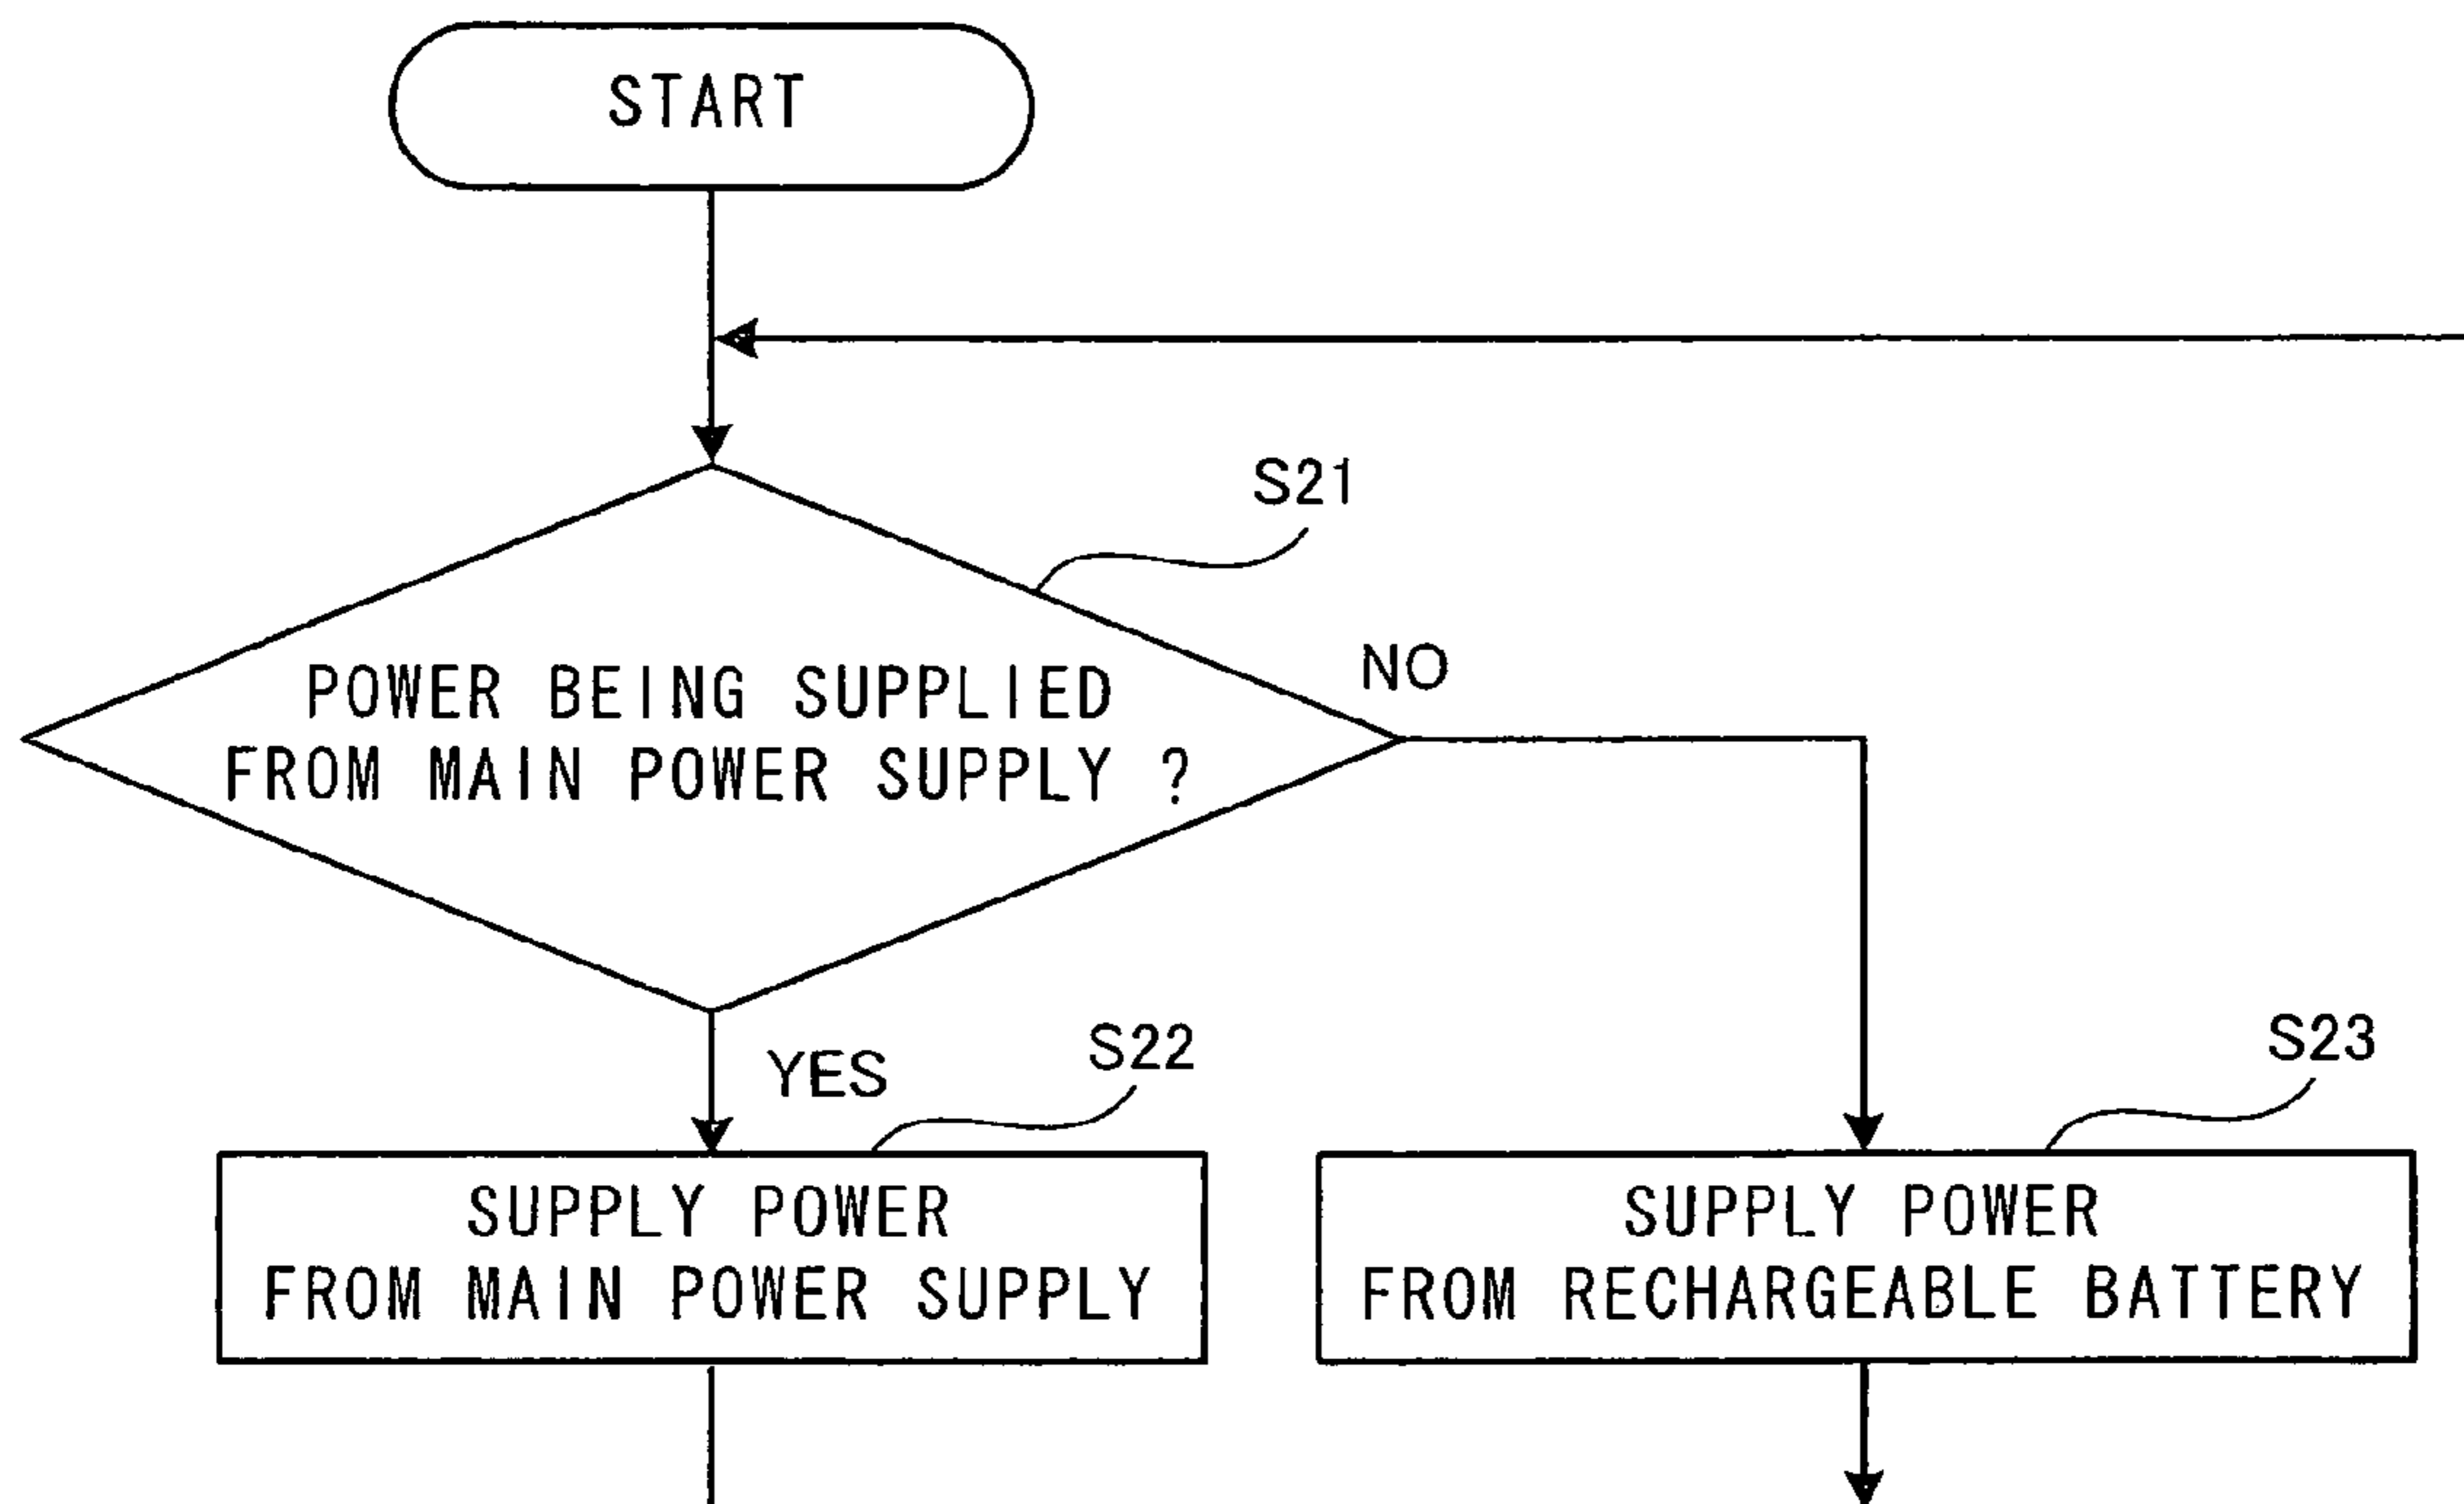 START
S21
NO
POWER BEING SUPPLIED
FROM MAIN POWER SUPPLY ?
YES
S22
S23
SUPPLY POWER
FROM MAIN POWER SUPPLY
SUPPLY POWER
FROM RECHARGEABLE BATTERY